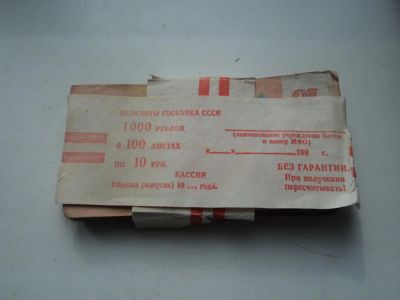 БАНКНОТЫ ГОСБАНКА СССР
1000 РУБЛЕЙ
в 100 ЛИСТАХ
по 10 РУБ.
КАССИР
Образца (выпуска) 19 ... года.
(наименование учреждения банка
и номер МФО)
199 г.
БЕЗ ГАРАНТИИ.
При получении
пересчитывать!